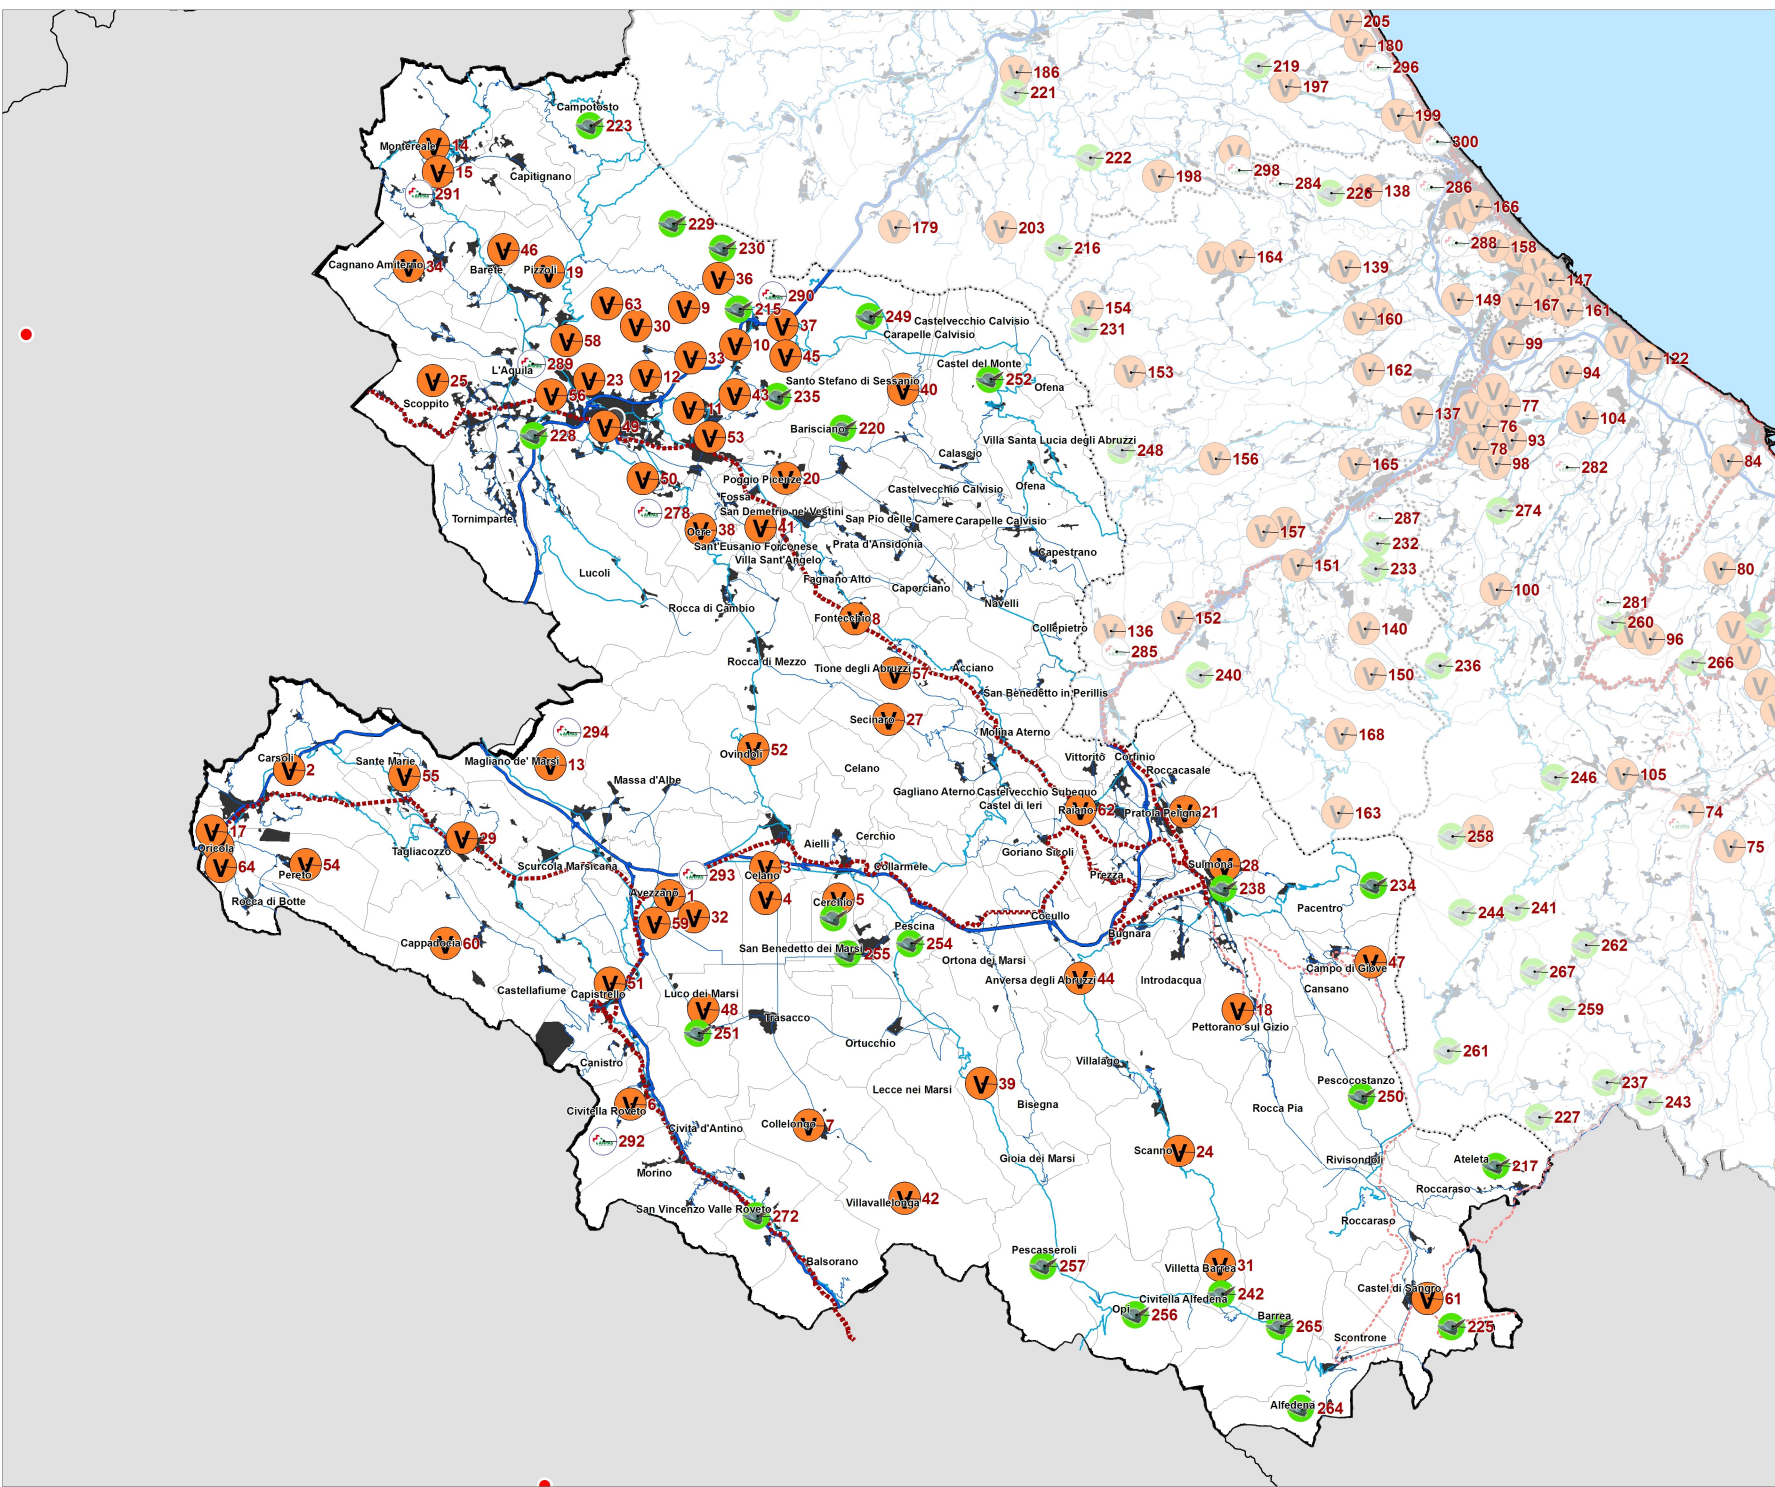 205
180
296
186
219
197
221
199
Campotosto
223
300
Montereale 14
222
298
15
Capitignano
198
284
226
138
286
291
166
229
179
203
288
158
230
216
46
164
Cagnano Amiterno 34
Barete
Pizzoli 19
139
36
147
290
149
167
63
9
215
154
161
249
Castelvecchio Calvisio
160
30
37
231
Carapelle Calvisio
58
10
99
45
33
122
289
Castel del Monte
L'Aquila
153
162
94
25
23
12
Santo Stefano di Sessanio
40
252
Ofena
56
43
235
Scoppito
11
77
137
104
49
Barisciano
220
76
228
53
Villa Santa Lucia degli Abruzzi
93
248
78
Calascio
156
165
98
282
84
50
Poggio Picenze 20
Castelvecchio Calvisio
Ofena
Fossa
278
San Demetrio ne' Vestini
274
Tornimparte
San Pio delle Camere
Carapelle Calvisio
287
Ocre 38
41
157
Sant'Eusanio Forconese
Prata d'Ansidonia
232
Villa Sant'Angelo
Capestrano
151
233
80
Lucoli
Fagnano Alto
Caporciano
100
Rocca di Cambio
Navelli
281
Fontecchio 8
152
260
Collepietro
136
140
96
285
Rocca di Mezzo
Tione degli Abruzzi 57
Acciano
236
266
240
150
San Benedetto in Perillis
Secinaro 27
294
Molina Aterno
168
Ovindoli 52
Carsoli 2
Sante Marie
Magliano de' Marsi
13
Vittorito
Corfinio
55
Celano
Roccacasale
246
105
Massa d'Albe
Gagliano Aterno
Castelvecchio Subequo
Castel di Ieri
Raiano 62
Pratola Peligna 21
163
74
17
29
Cerchio
258
Oricola
Aielli
75
Tagliacozzo
Goriano Sicoli
64
54
Scurcola Marsicana
3
Collarmele
Sulmona 28
Pereto
293
Celano
Prezza
238
234
Rocca di Botte
Avezzano 1
4
Cerchio 5
Pacentro
244
241
59
32
Cocullo
Pescina
Bugnara
Cappadocia 60
San Benedetto dei Marsi
255
254
262
Ortona dei Marsi
Campo di Giove
47
267
51
Anversa degli Abruzzi 44
Introdacqua
Castellafiume
Capistrello
Luco dei Marsi
Cansano
48
18
259
Trasacco
Pettorano sul Gizio
251
Ortucchio
261
Canistro
Villalago
Lecce nei Marsi
39
Pescocostanzo
237
Civitella Roveto 6
Bisegna
Rocca Pia
250
243
Collelongo 7
227
Civita d'Antino
292
Scanno 24
Gioia dei Marsi
Rivisondoli
Ateleta
217
Morino
Villavallelonga
42
Roccaraso
San Vincenzo Valle Roveto
272
Roccaraso
Pescasseroli
Balsorano
257
Villetta Barrea
31
Castel di Sangro
61
Civitella Alfedena 242
Opi 256
Barrea
265
225
Scontrone
Alfedena 264